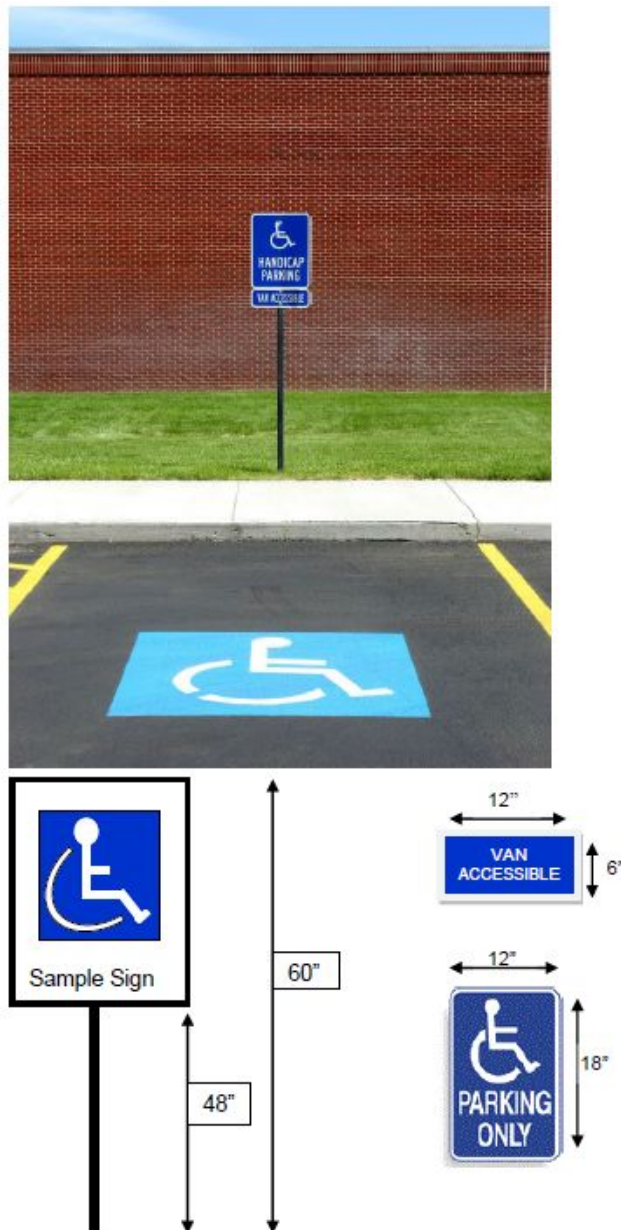 HANDICAP
PARKING
VAN ACCESSIBLE
Sample Sign
60”
48”
12”
VAN
ACCESSIBLE
6”
12”
18”
PARKING
ONLY